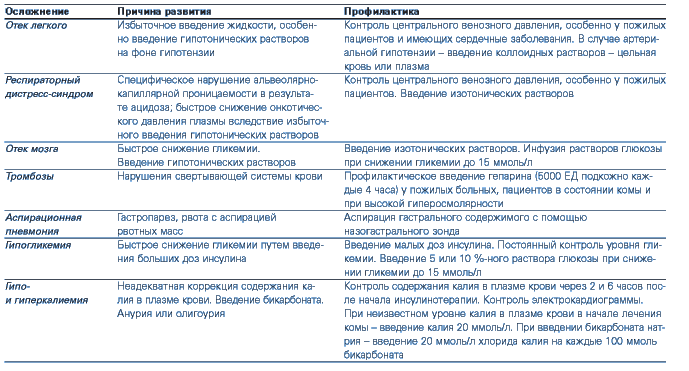 Осложнение Причина развития Профилактика
Отек легкого Избыточное введение жидкости, особен- Контроль центрального венозного давления, особенно у пожилых
но введение гипотонических растворов пациентов и имеющих сердечные заболевания. В случае артери-
на фоне гипотензии альной гипотензии – введение коллоидных растворов – цельная
кровь или плазма
Респираторный Специфическое нарушение альвеолярно- Контроль центрального венозного давления, особенно у пожилых
дистресс-синдром капиллярной проницаемости в результа- пациентов. Введение изотонических растворов
те ацидоза; быстрое снижение онкотичес-
кого давления плазмы вследствие избыточ-
ного введения гипотонических растворов
Отек мозга Быстрое снижение гликемии. Введение изотонических растворов. Инфузия растворов глюкозы
Введение гипотонических растворов при снижении гликемии до 15 ммоль/л
Тромбозы Нарушения свертывающей системы крови Профилактическое введение гепарина (5000 ЕД подкожно каж-
дые 4 часа) у пожилых больных, пациентов в состоянии комы и
при высокой гиперосмолярности
Аспирационная Гастропарез, рвота с аспирацией Аспирация гастрального содержимого с помощью
пневмония рвотных масс назогастрального зонда
Гипогликемия Быстрое снижение гликемии путем введе- Введение малых доз инсулина. Постоянный контроль уровня гли-
ния больших доз инсулина кемии. Введение 5 или 10 %-ного раствора глюкозы при сниже-
нии гликемии до 15 ммоль/л
Гипо- Неадекватная коррекция содержания ка- Контроль содержания калия в плазме крови через 2 и 6 часов пос-
и гиперкалиемия лия в плазме крови. Введение бикарбоната. ле начала инсулинотерапии. Контроль электрокардиограммы.
Анурия или олигоурия При неизвестном уровне калия в плазме крови в начале лечения
комы – введение калия 20 ммоль/л. При введении бикарбоната нат-
рия – введение 20 ммоль/л хлорида калия на каждые 100 ммоль
бикарбоната